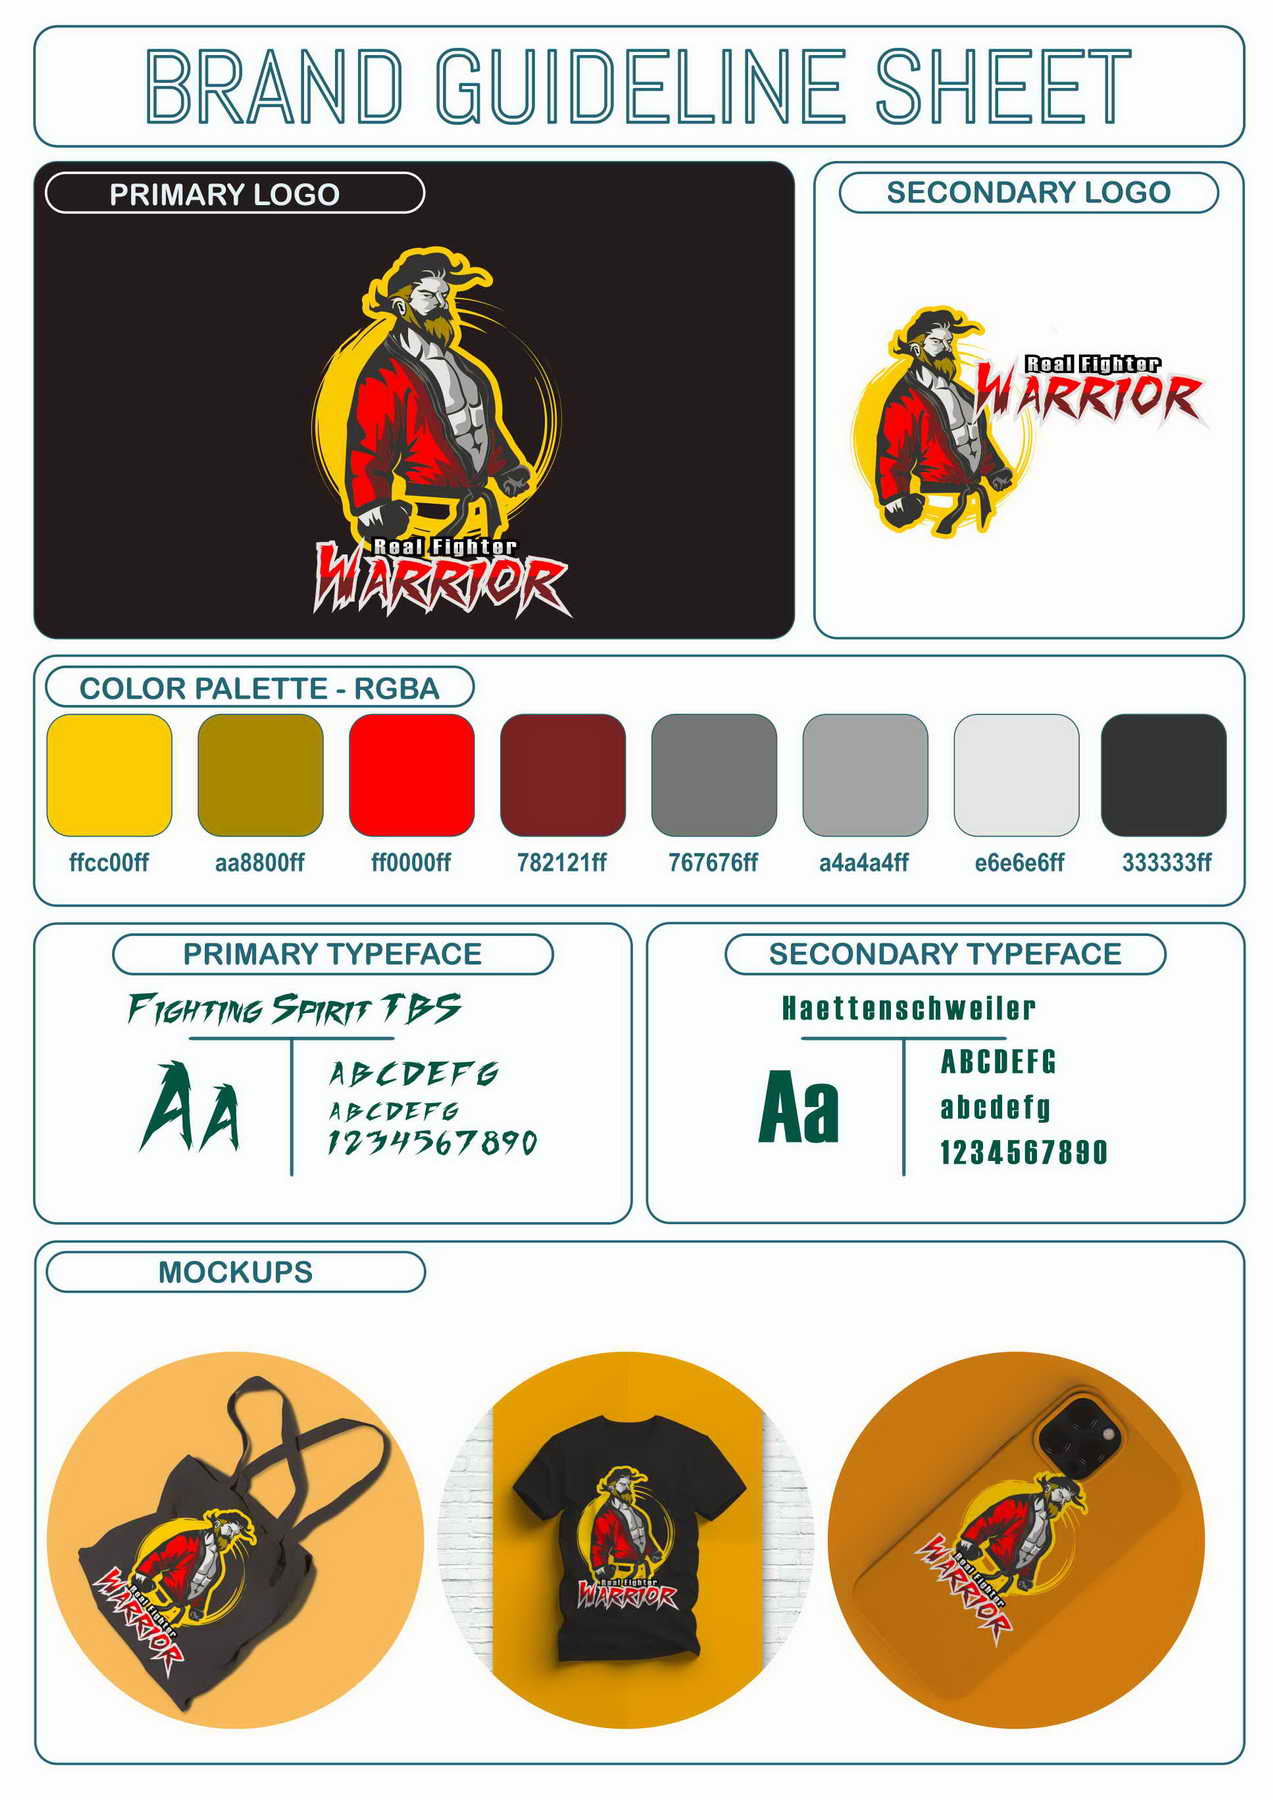 BRAND GUIDELINE SHEET
PRIMARY LOGO
Real Fighter
WARRIOR
SECONDARY LOGO
Real Fighter
WARRIOR
COLOR PALETTE - RGBA
ffcc00ff aa8800ff ff0000ff 782121ff 767676ff a4a4a4ff e6e6e6ff 333333ff
PRIMARY TYPEFACE
FIGHTING SPIRIT TBS
AA
ABCDEFG
ABCDEFG
1234567890
SECONDARY TYPEFACE
Haettenschweiler
Aa
ABCDEFG
abcdefg
1234567890
MOCKUPS
Real Fighter
WARRIOR
Real Fighter
WARRIOR
Real Fighter
WARRIOR